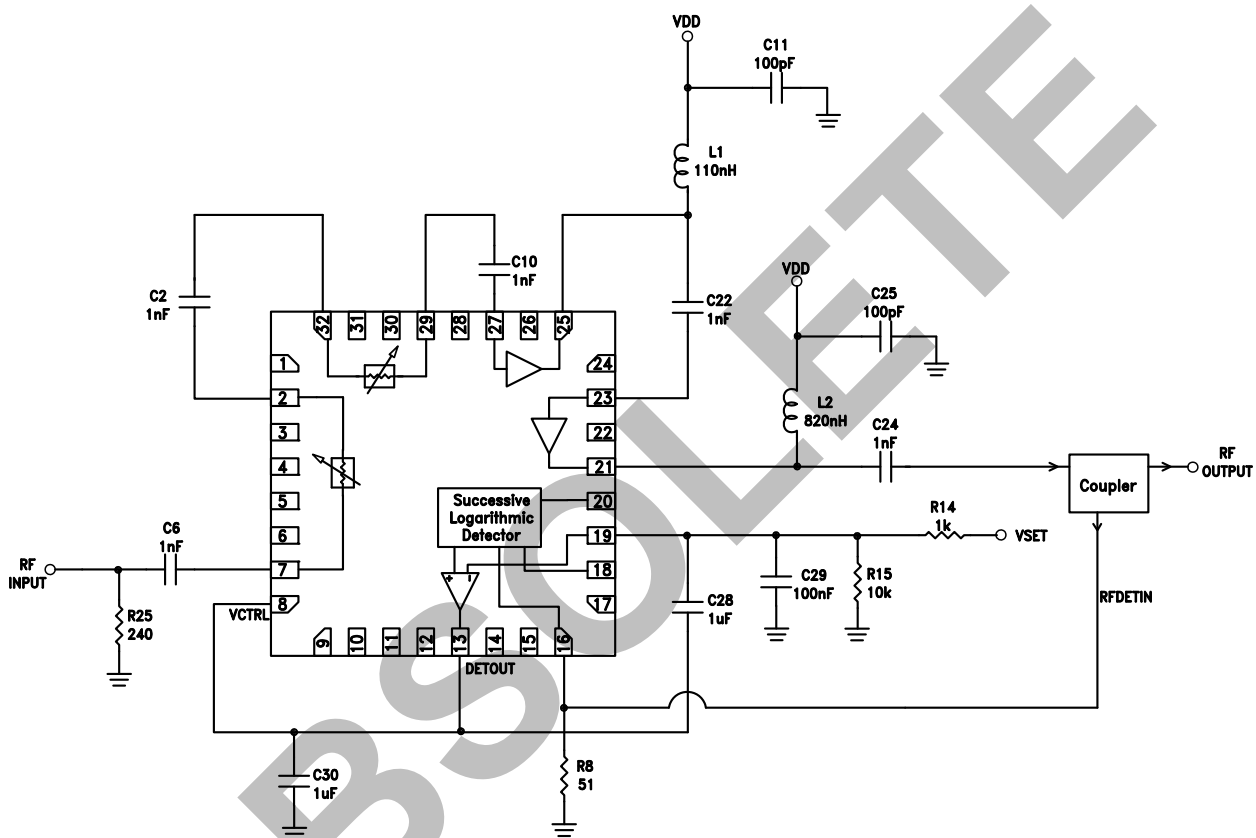 VDD
C11
100pF
L1
110nH
C2
1nF
C10
1nF
C22
1nF
VDD
C25
100pF
L2
820nH
C24
1nF
RF
OUTPUT
Coupler
32
31
30
29
28
27
26
25
1
2
3
4
5
6
7
8
24
23
22
21
20
19
18
17
Successive
Logarithmic
Detector
+ -
C6
1nF
RF
INPUT
R25
240
VCTRL
R14
1k
VSET
C29
100nF
R15
10k
C28
1uF
RFDETIN
9
10
11
12
13
14
15
16
DETOUT
C30
1uF
R8
51
BSOLETE